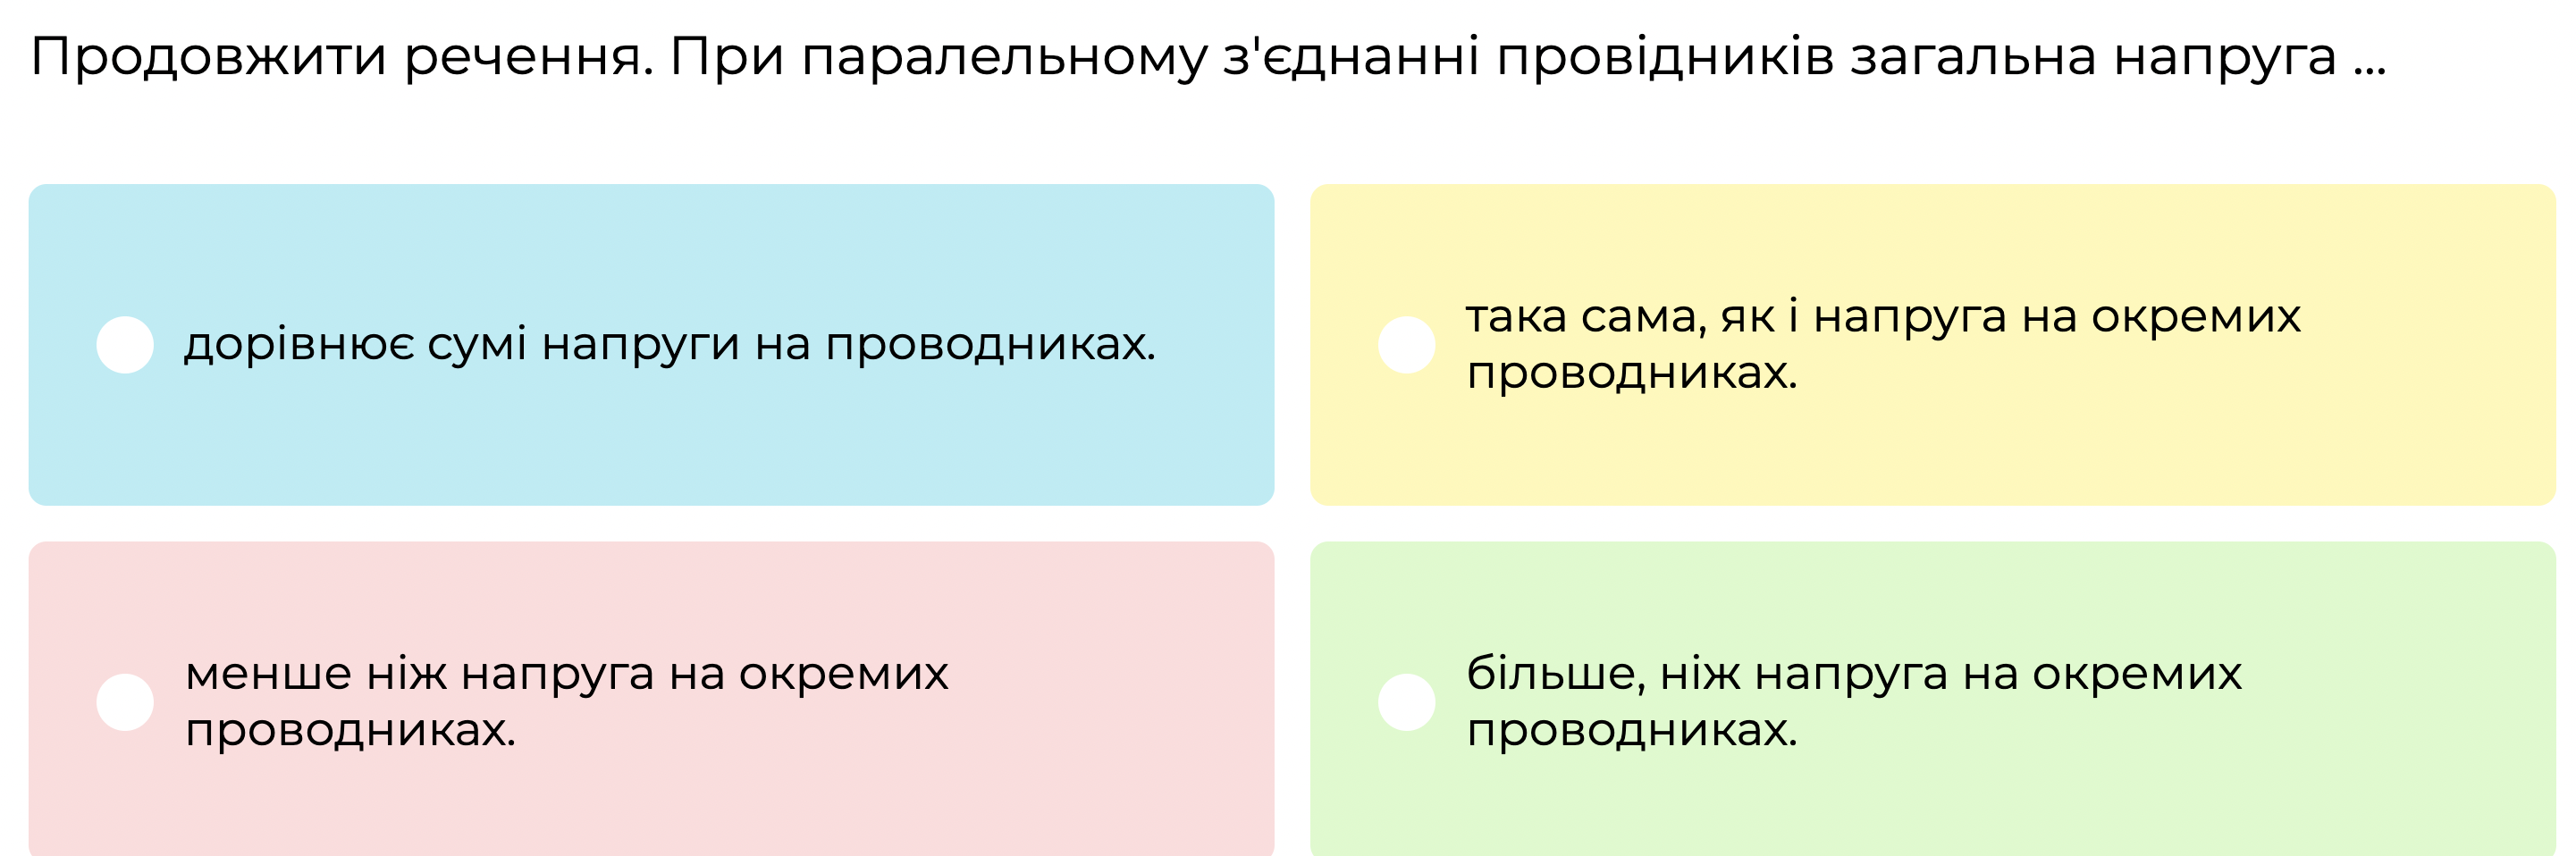 Продовжити речення. При паралельному з'єднанні провідників загальна напруга ...
дорівнює сумі напруги на проводниках.
така сама, як і напруга на окремих
проводниках.
менше ніж напруга на окремих
проводниках.
більше, ніж напруга на окремих
проводниках.